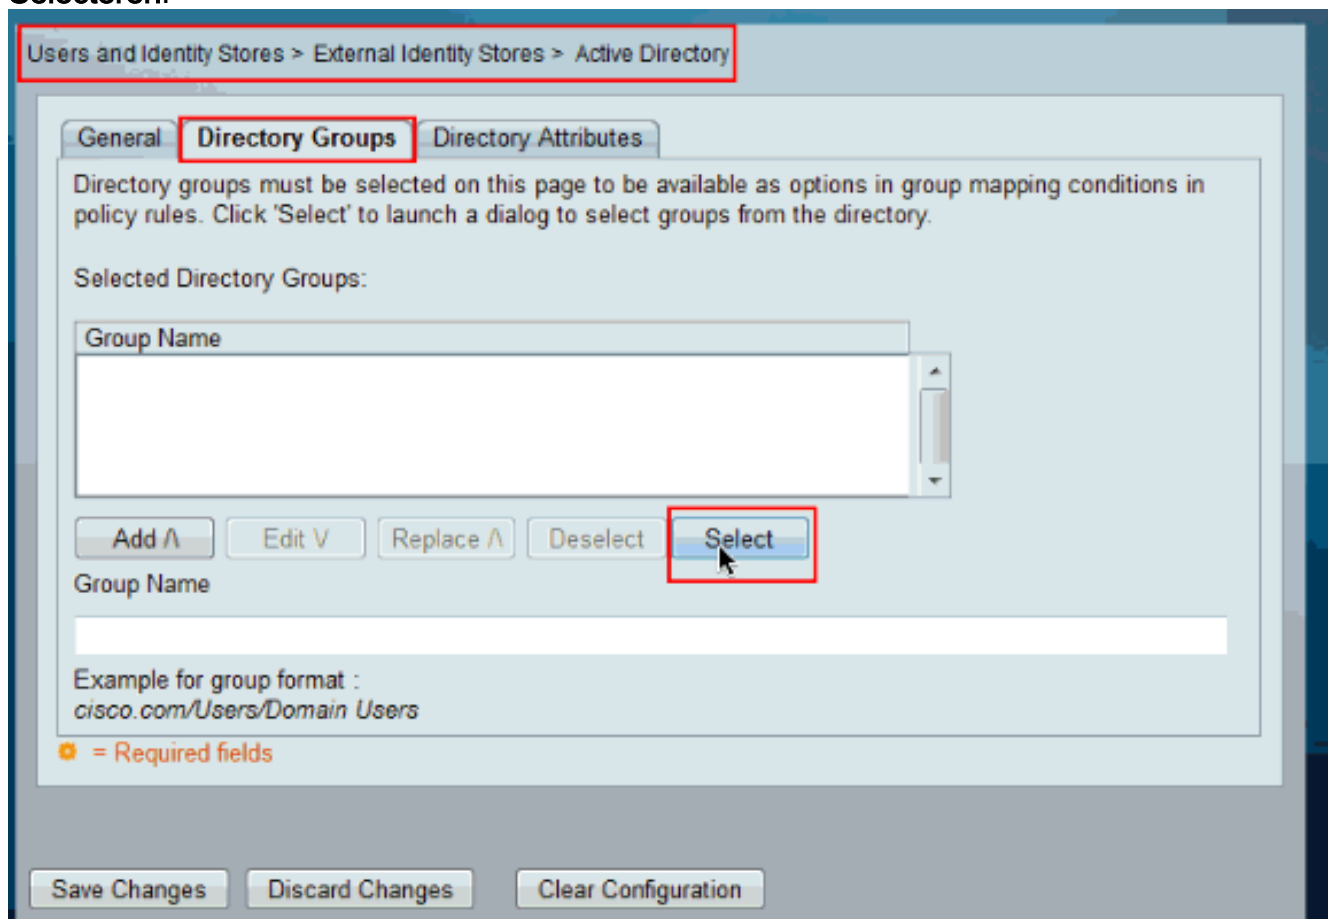 Selecteren.
Users and Identity Stores > External Identity Stores > Active Directory
General Directory Groups Directory Attributes
Directory groups must be selected on this page to be available as options in group mapping conditions in
policy rules. Click 'Select' to launch a dialog to select groups from the directory.
Selected Directory Groups:
Group Name
Add /\ Edit V Replace /\ Deselect Select
Group Name
Example for group format :
cisco.com/Users/Domain Users
= Required fields
Save Changes Discard Changes Clear Configuration